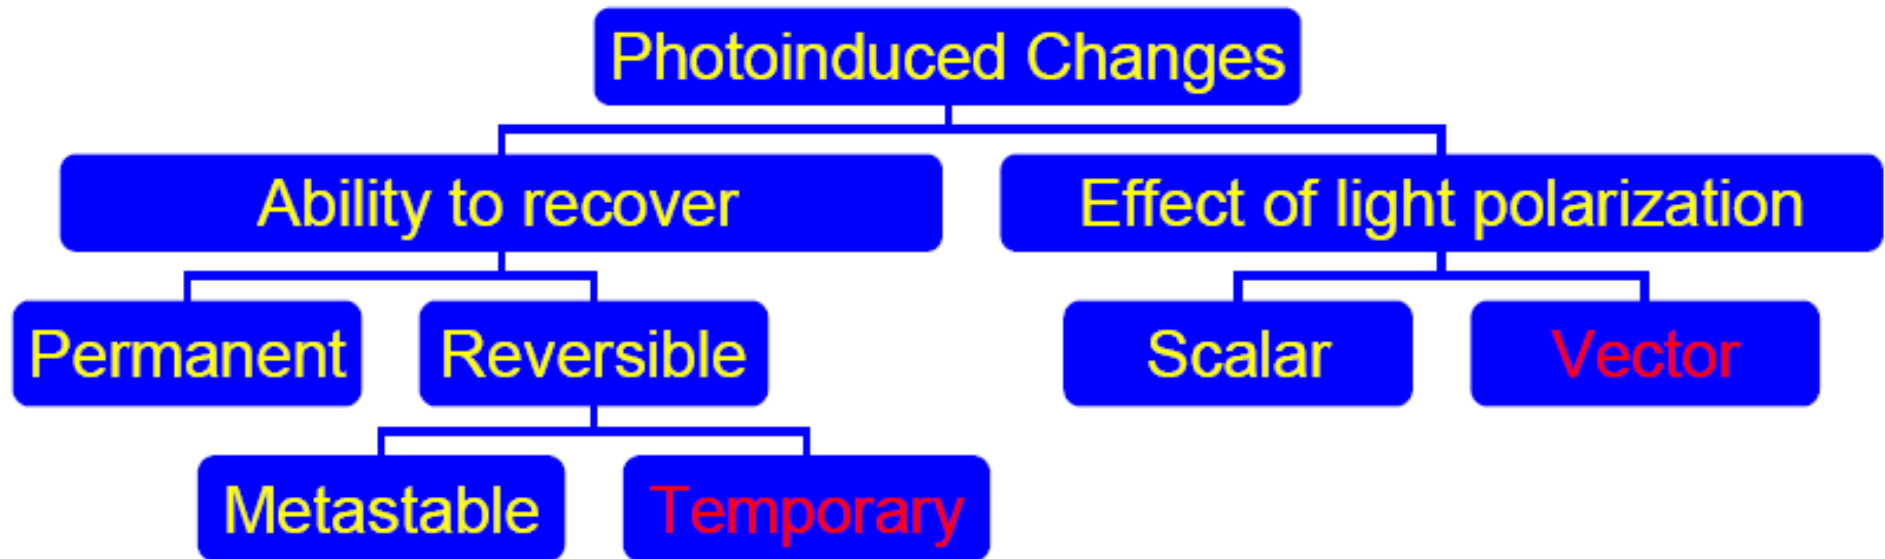 Photoinduced Changes
Ability to recover
Effect of light polarization
Permanent
Reversible
Scalar
Vector
Metastable
Temporary